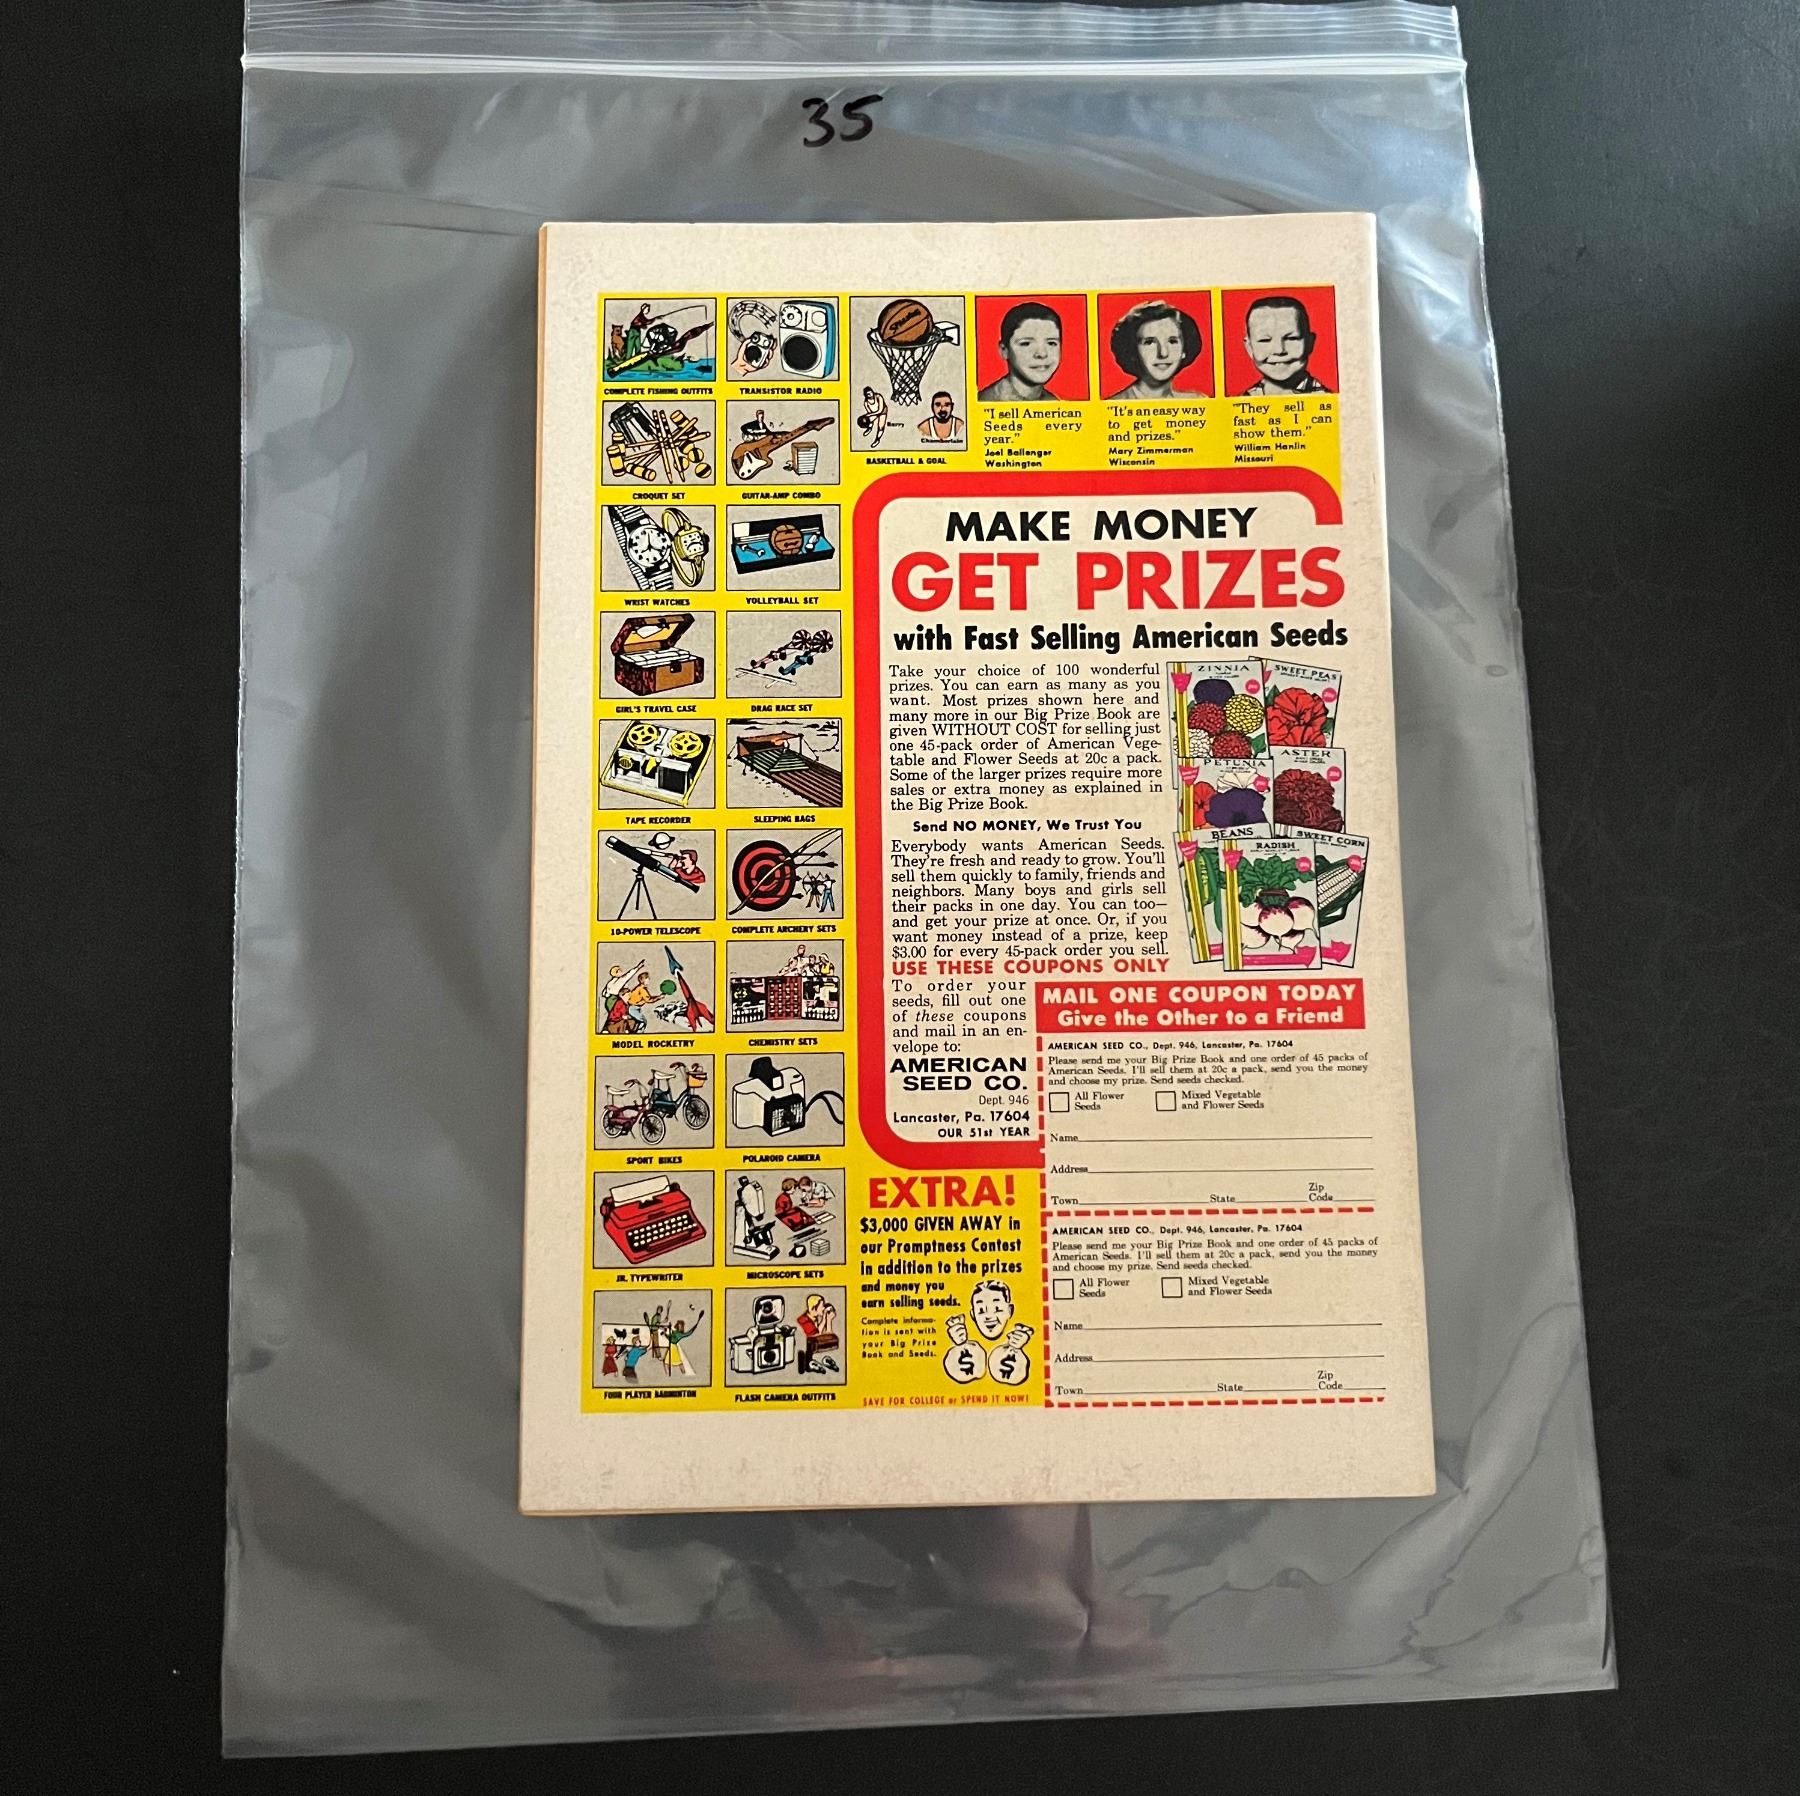 35
COMPLETE FISHING OUTFITS
TRANSISTOR RADIO
CROQUET SET
GUITAR-AMP COMBO
WRIST WATCHES
VOLLEYBALL SET
GIRL'S TRAVEL CASE
DRAG RACE SET
TAPE RECORDER
SLEEPING BAGS
10-POWER TELESCOPE
COMPLETE ARCHERY SETS
MODEL ROCKETRY
CHEMISTRY SETS
SPORT BIKES
POLAROID CAMERA
JR. TYPEWRITER
MICROSCOPE SETS
FOUR PLAYER BADMINTON
FLASH CAMERA OUTFITS
SPALDING
Barry
Chamberlain
BASKETBALL & GOAL
"I sell American
Seeds every
year."
Joel Ballenger
Washington
"It's an easy way
to get money
and prizes."
Mary Zimmerman
Wisconsin
"They sell as
fast as I can
show them."
William Hanlin
Missouri
MAKE MONEY
GET PRIZES
with Fast Selling American Seeds
Take your choice of 100 wonderful
prizes. You can earn as many as you
want. Most prizes shown here and
many more in our Big Prize Book are
given WITHOUT COST for selling just
one 45-pack order of American Vege-
table and Flower Seeds at 20c a pack.
Some of the larger prizes require more
sales or extra money as explained in
the Big Prize Book.
Send NO MONEY, We Trust You
Everybody wants American Seeds.
They're fresh and ready to grow. You'll
sell them quickly to family, friends and
neighbors. Many boys and girls sell
their packs in one day. You can too—
and get your prize at once. Or, if you
want money instead of a prize, keep
$3.00 for every 45-pack order you sell.
USE THESE COUPONS ONLY
To order your
seeds, fill out one
of these coupons
and mail in an en-
velope to:
AMERICAN
SEED CO.
Dept. 946
Lancaster, Pa. 17604
OUR 51st YEAR
ZINNIA
SWEET PEAS
PETUNIA
ASTER
BEANS
RADISH
SWEET CORN
MAIL ONE COUPON TODAY
Give the Other to a Friend
AMERICAN SEED CO., Dept. 946, Lancaster, Pa. 17604
Please send me your Big Prize Book and one order of 45 packs of
American Seeds. I'll sell them at 20c a pack, send you the money
and choose my prize. Send seeds checked.
All Flower Seeds
Mixed Vegetable and Flower Seeds
Name
Address
Town State Zip Code
AMERICAN SEED CO., Dept. 946, Lancaster, Pa. 17604
Please send me your Big Prize Book and one order of 45 packs of
American Seeds. I'll sell them at 20c a pack, send you the money
and choose my prize. Send seeds checked.
All Flower Seeds
Mixed Vegetable and Flower Seeds
Name
Address
Town State Zip Code
EXTRA!
$3,000 GIVEN AWAY in
our Promptness Contest
in addition to the prizes
and money you
earn selling seeds.
Complete informa-
tion is sent with
your Big Prize
Book and Seeds.
$ $
SAVE FOR COLLEGE or SPEND IT NOW!